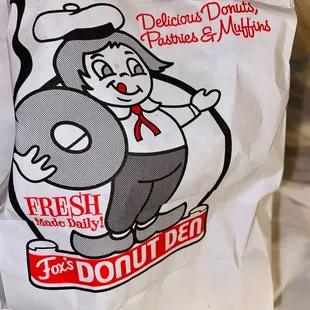 Delicious Donuts,
Pastries & Muffins
FRESH
Made Daily!
Fox's DONUT DEN